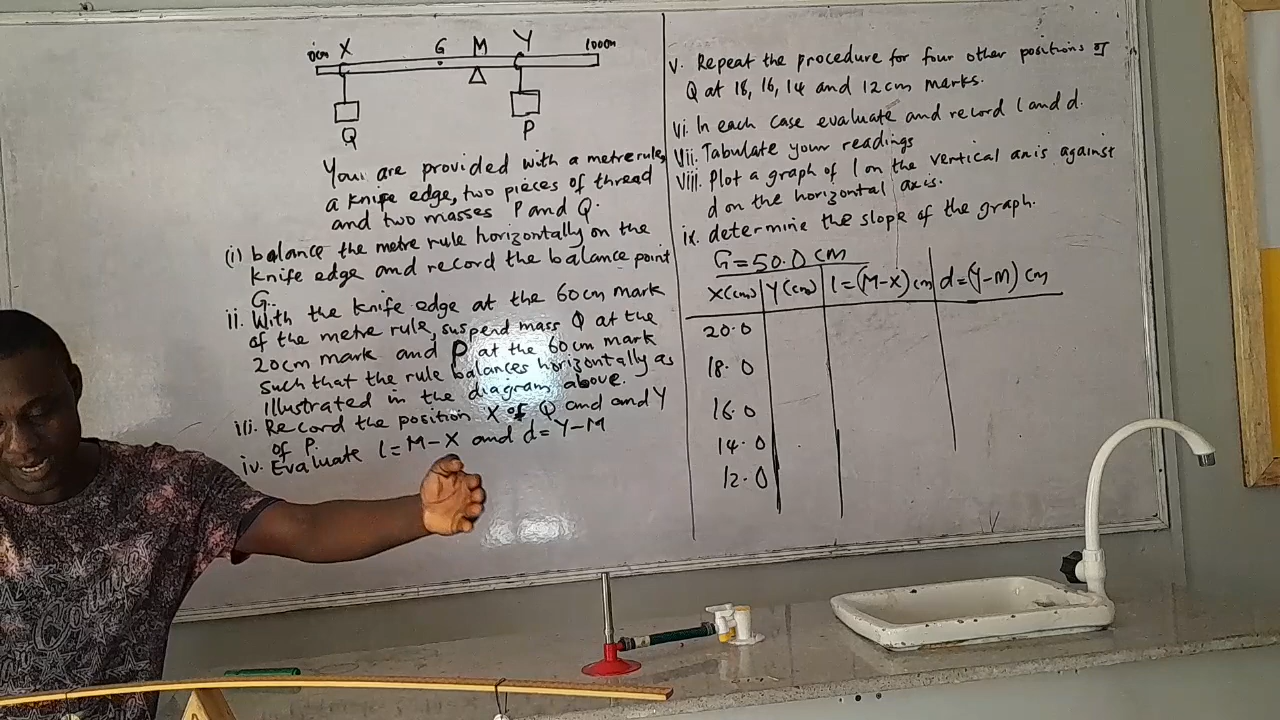 0cm X G M Y 100cm
Q P
You are provided with a metre rule,
a knife edge, two pieces of thread
and two masses P and Q.
(i) balance the metre rule horizontally on the
knife edge and record the balance point
G.
ii. With the knife edge at the 60cm mark
of the metre rule, suspend mass Q at the
20cm mark and P at the 60cm mark
such that the rule balances horizontally as
illustrated in the diagram above.
iii. Record the position X of Q and and Y
of P.
iv. Evaluate l=M-X and d=Y-M
v. Repeat the procedure for four other positions of
Q at 18, 16, 14 and 12cm marks.
vi. In each case evaluate and record l and d.
vii. Tabulate your readings
viii. Plot a graph of l on the vertical axis against
d on the horizontal axis.
ix. determine the slope of the graph.
G=50.0 cm
X(cm) Y(cm) l=(M-X)cm d=(Y-M)cm
20.0
18.0
16.0
14.0
12.0